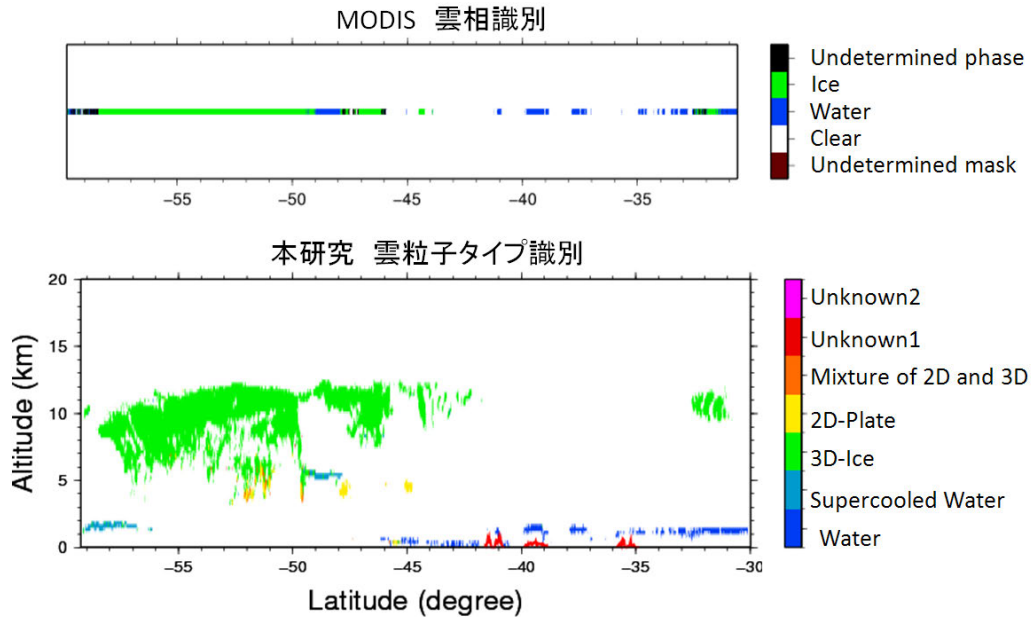 MODIS 雲相識別
Undetermined phase
Ice
Water
Clear
Undetermined mask
−55 −50 −45 −40 −35
本研究 雲粒子タイプ識別
20
15
10
5
0
Altitude (km)
−55 −50 −45 −40 −35 −30
Latitude (degree)
Unknown2
Unknown1
Mixture of 2D and 3D
2D-Plate
3D-Ice
Supercooled Water
Water